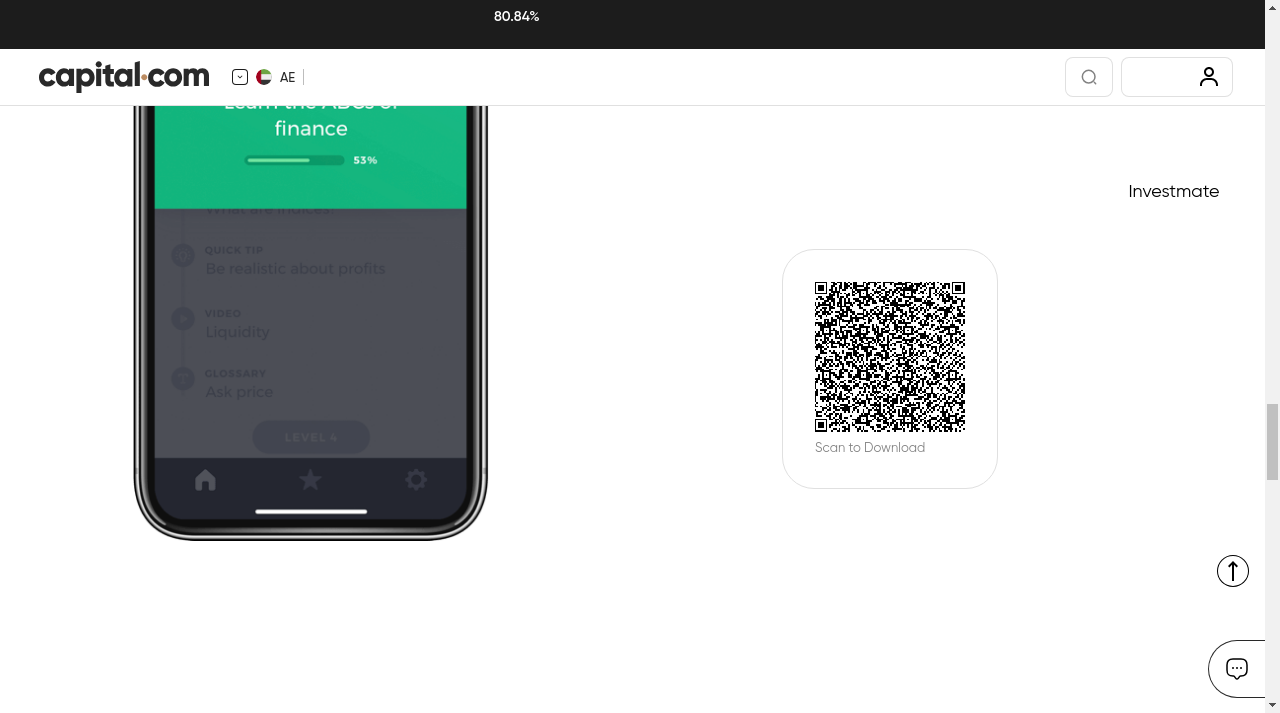 80.84%
capital.com
AE
Learn the ABCs of
finance
53%
What are indices?
QUICK TIP
Be realistic about profits
VIDEO
Liquidity
GLOSSARY
Ask price
LEVEL 4
Investmate
Scan to Download